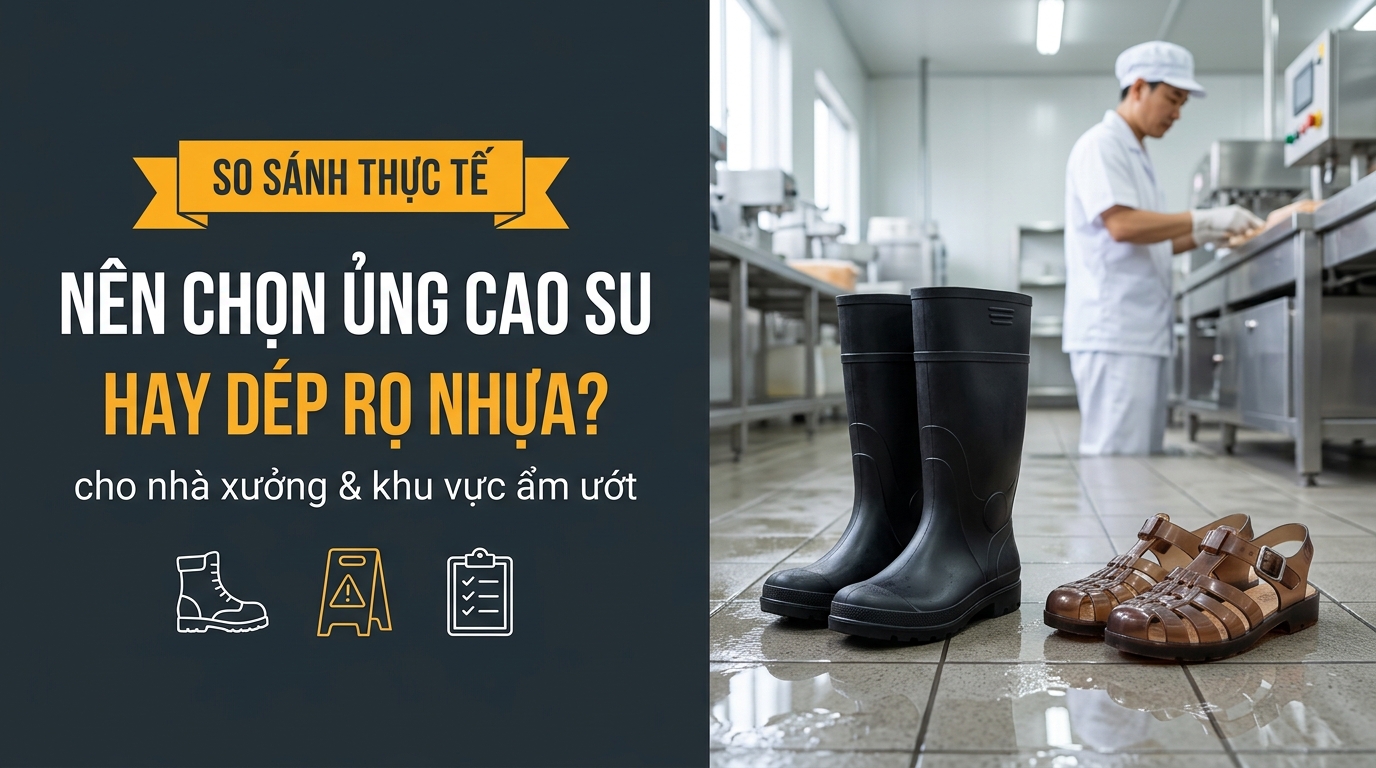 SO SÁNH THỰC TẾ
NÊN CHỌN ỦNG CAO SU
HAY DÉP RỌ NHỰA?
cho nhà xưởng & khu vực ẩm ướt